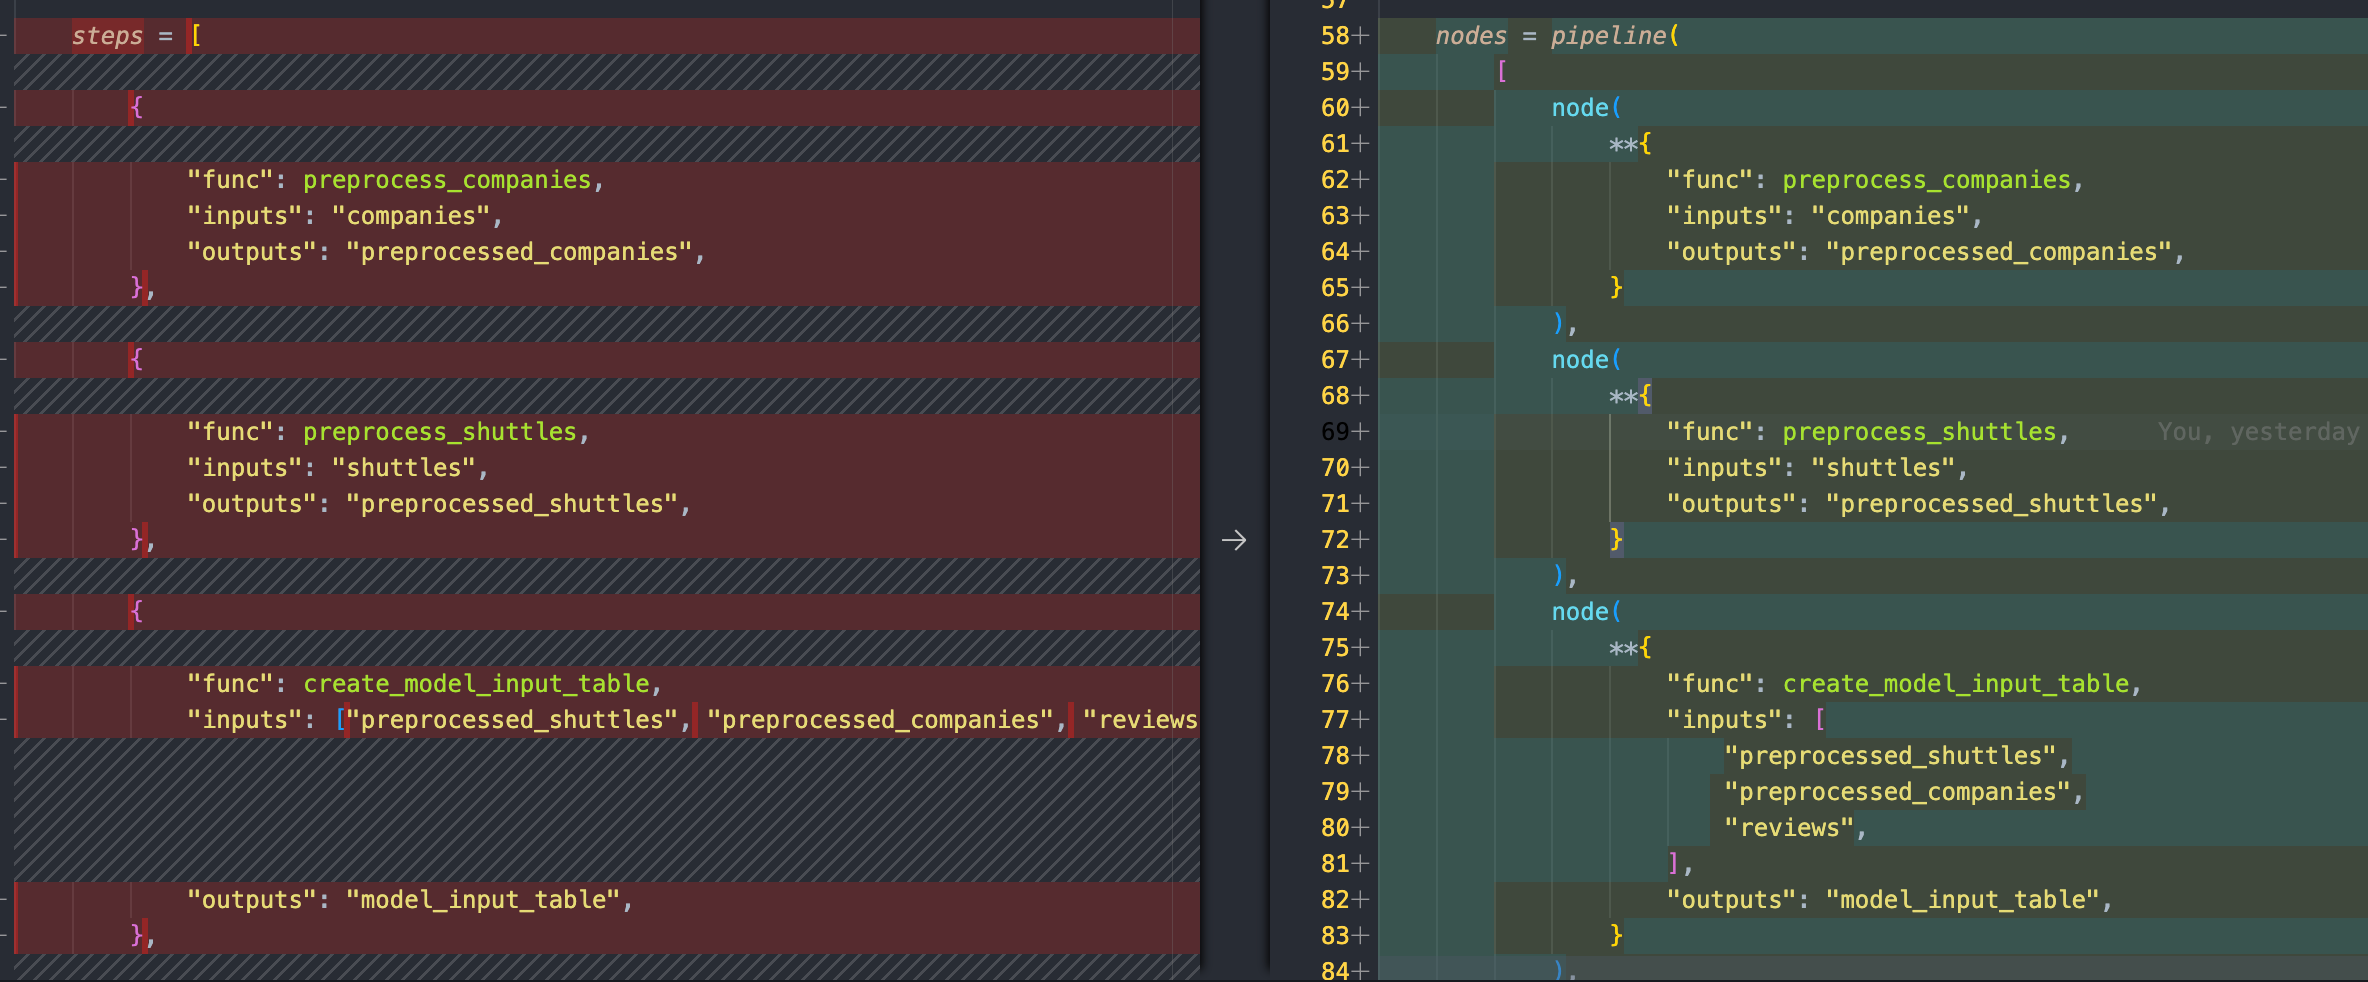 steps = [
{
"func": preprocess_companies,
"inputs": "companies",
"outputs": "preprocessed_companies",
},
{
"func": preprocess_shuttles,
"inputs": "shuttles",
"outputs": "preprocessed_shuttles",
},
{
"func": create_model_input_table,
"inputs": ["preprocessed_shuttles", "preprocessed_companies", "reviews
"outputs": "model_input_table",
},
57
58+ nodes = pipeline(
59+ [
60+ node(
61+ **{
62+ "func": preprocess_companies,
63+ "inputs": "companies",
64+ "outputs": "preprocessed_companies",
65+ }
66+ ),
67+ node(
68+ **{
69+ "func": preprocess_shuttles, You, yesterday
70+ "inputs": "shuttles",
71+ "outputs": "preprocessed_shuttles",
72+ }
73+ ),
74+ node(
75+ **{
76+ "func": create_model_input_table,
77+ "inputs": [
78+ "preprocessed_shuttles",
79+ "preprocessed_companies",
80+ "reviews",
81+ ],
82+ "outputs": "model_input_table",
83+ }
84+ ),